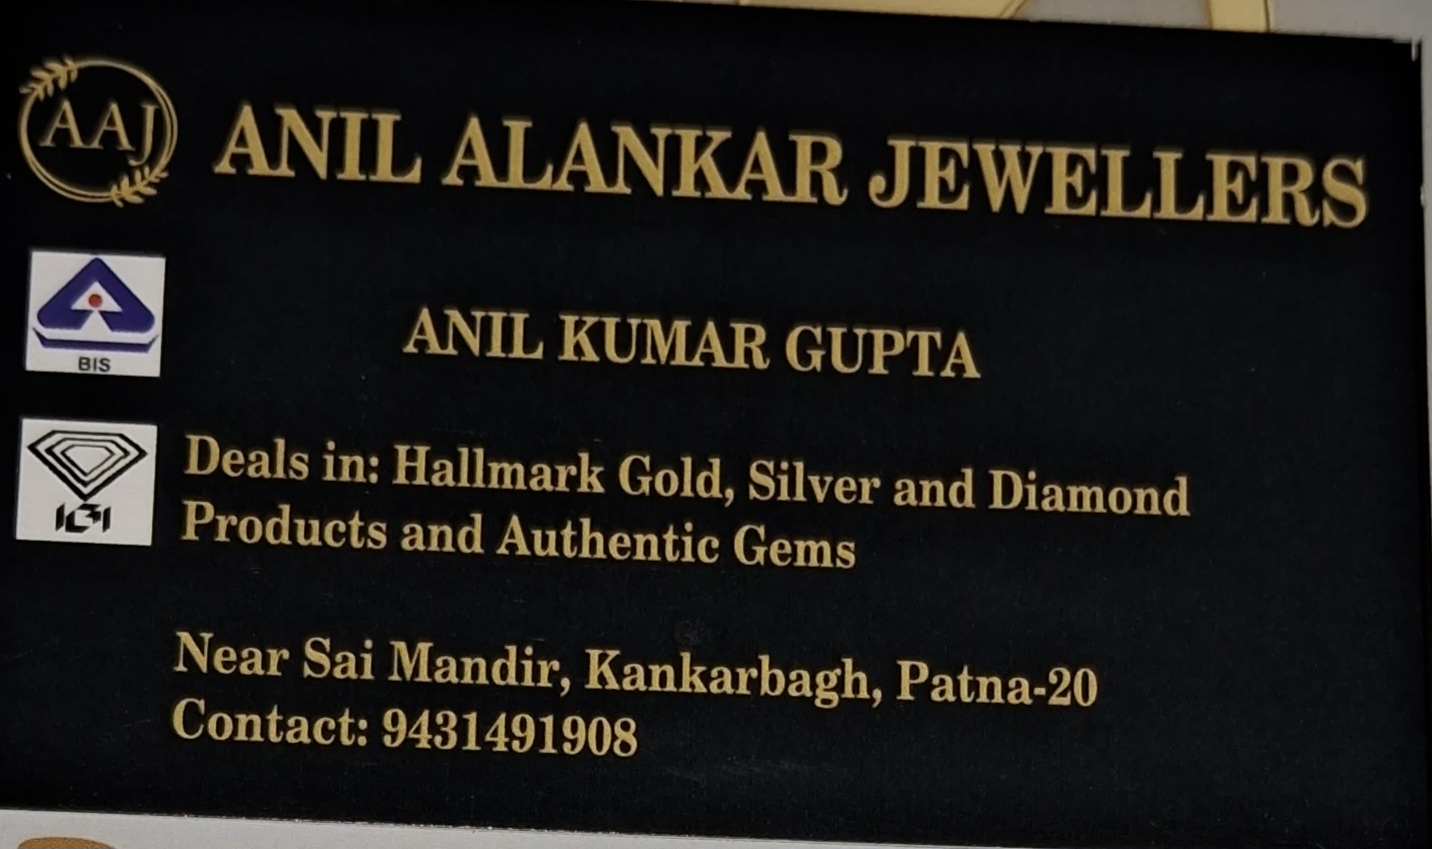 AAJ
ANIL ALANKAR JEWELLERS
BIS
ANIL KUMAR GUPTA
IGI
Deals in: Hallmark Gold, Silver and Diamond
Products and Authentic Gems
Near Sai Mandir, Kankarbagh, Patna-20
Contact: 9431491908